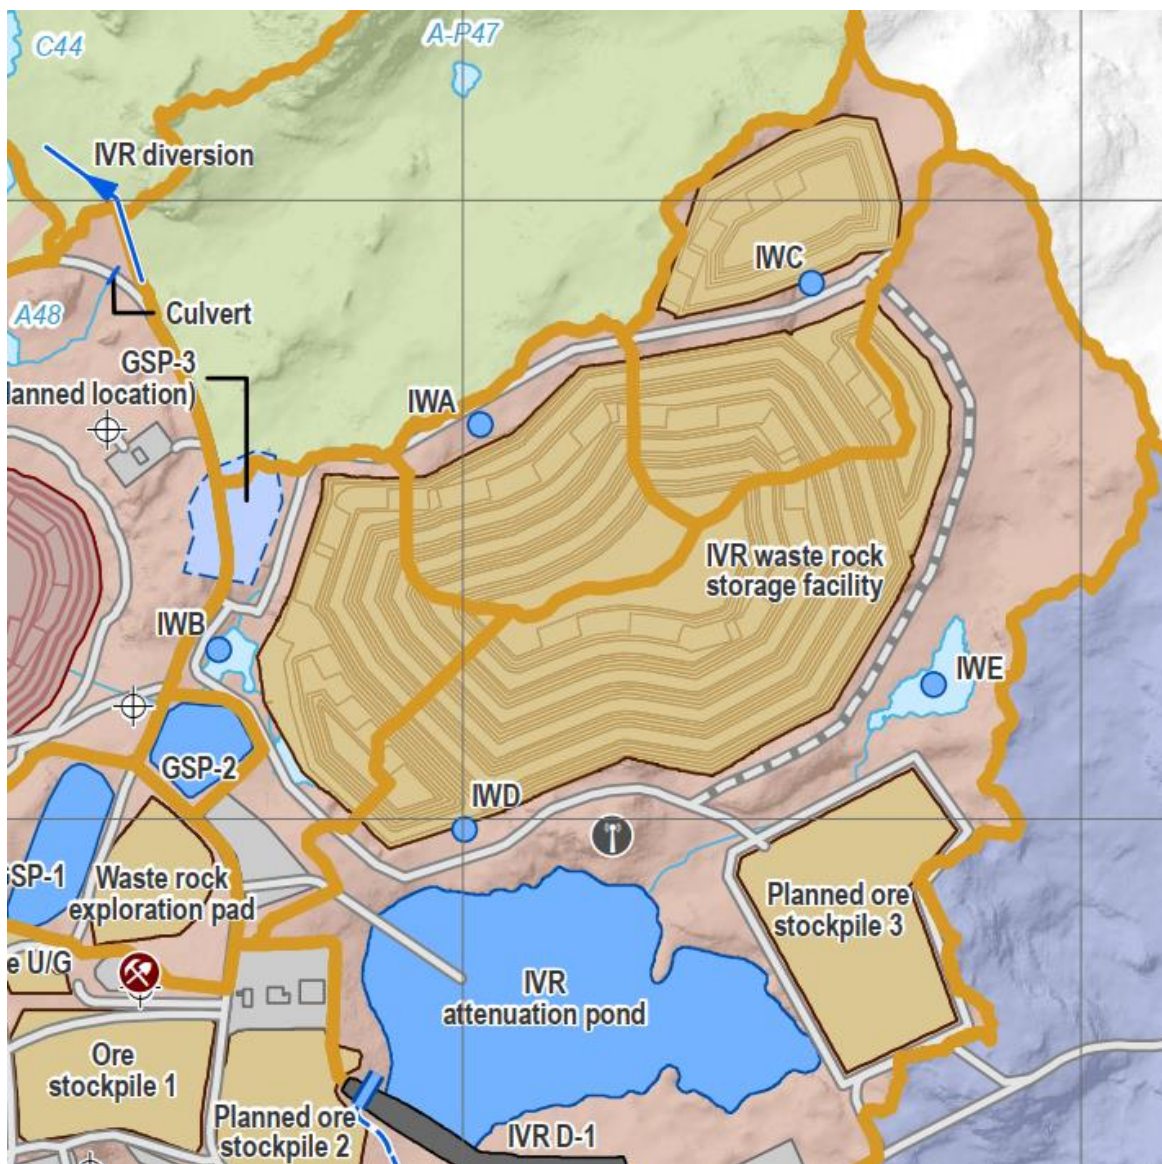 C44
A-P47
IVR diversion
IWC
A48
Culvert
GSP-3
lanned location)
IWA
IVR waste rock
storage facility
IWB
IWE
GSP-2
IWD
SP-1
Waste rock
exploration pad
Planned ore
stockpile 3
e U/G
IVR
attenuation pond
Ore
stockpile 1
Planned ore
stockpile 2
IVR D-1